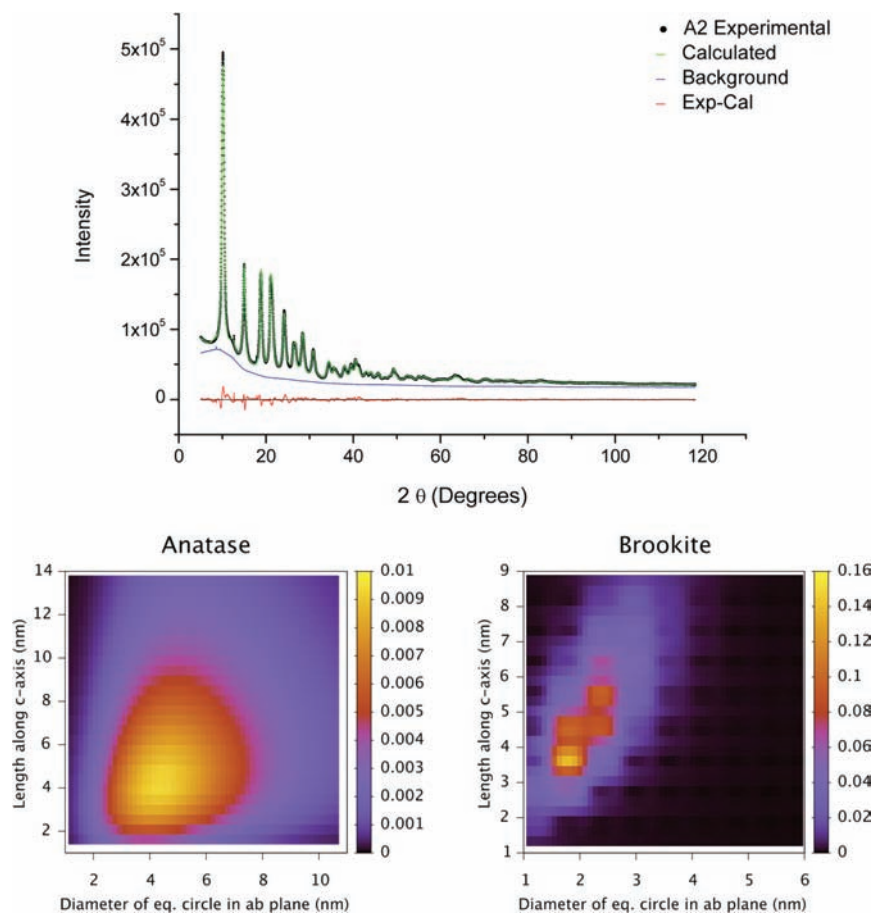 A2 Experimental
Calculated
Background
Exp-Cal
5x10⁵
4x10⁵
3x10⁵
2x10⁵
1x10⁵
0
Intensity
0 20 40 60 80 100 120
2 θ (Degrees)
Anatase
14
12
10
8
6
4
2
Length along c-axis (nm)
2 4 6 8 10
Diameter of eq. circle in ab plane (nm)
0.01
0.009
0.008
0.007
0.006
0.005
0.004
0.003
0.002
0.001
0
Brookite
9
8
7
6
5
4
3
2
1
Length along c-axis (nm)
1 2 3 4 5 6
Diameter of eq. circle in ab plane (nm)
0.16
0.14
0.12
0.1
0.08
0.06
0.04
0.02
0